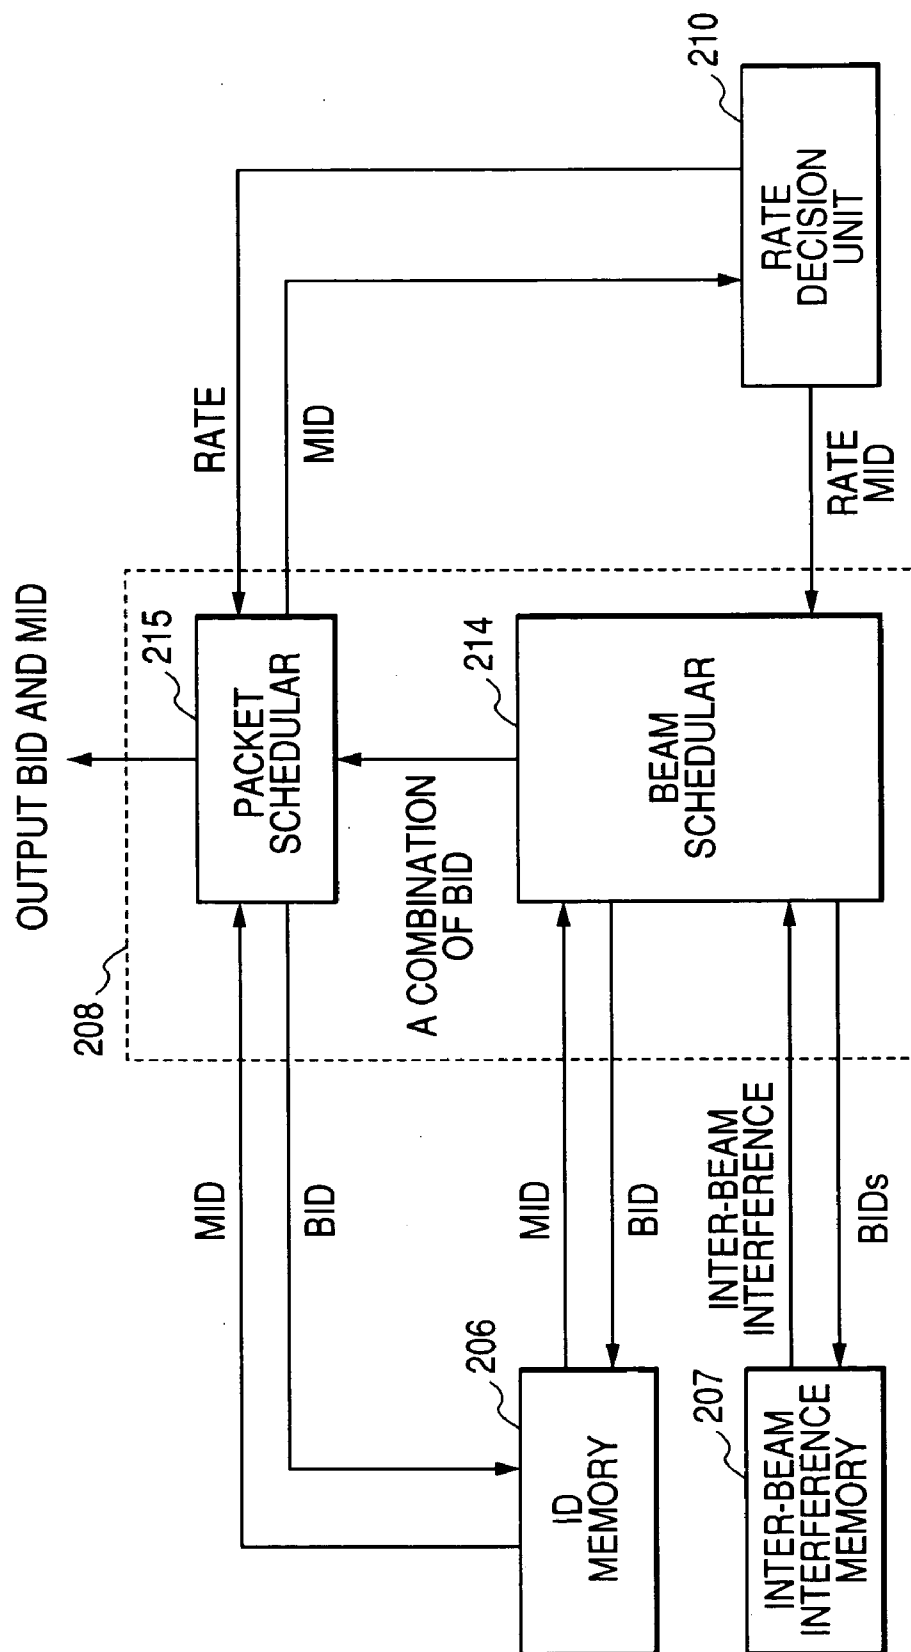 OUTPUT BID AND MID
208
215
PACKET
SCHEDULAR
RATE
MID
MID
BID
A COMBINATION
OF BID
214
BEAM
SCHEDULAR
210
RATE
DECISION
UNIT
RATE
MID
206
ID
MEMORY
MID
BID
207
INTER-BEAM
INTERFERENCE
MEMORY
INTER-BEAM
INTERFERENCE
BIDs